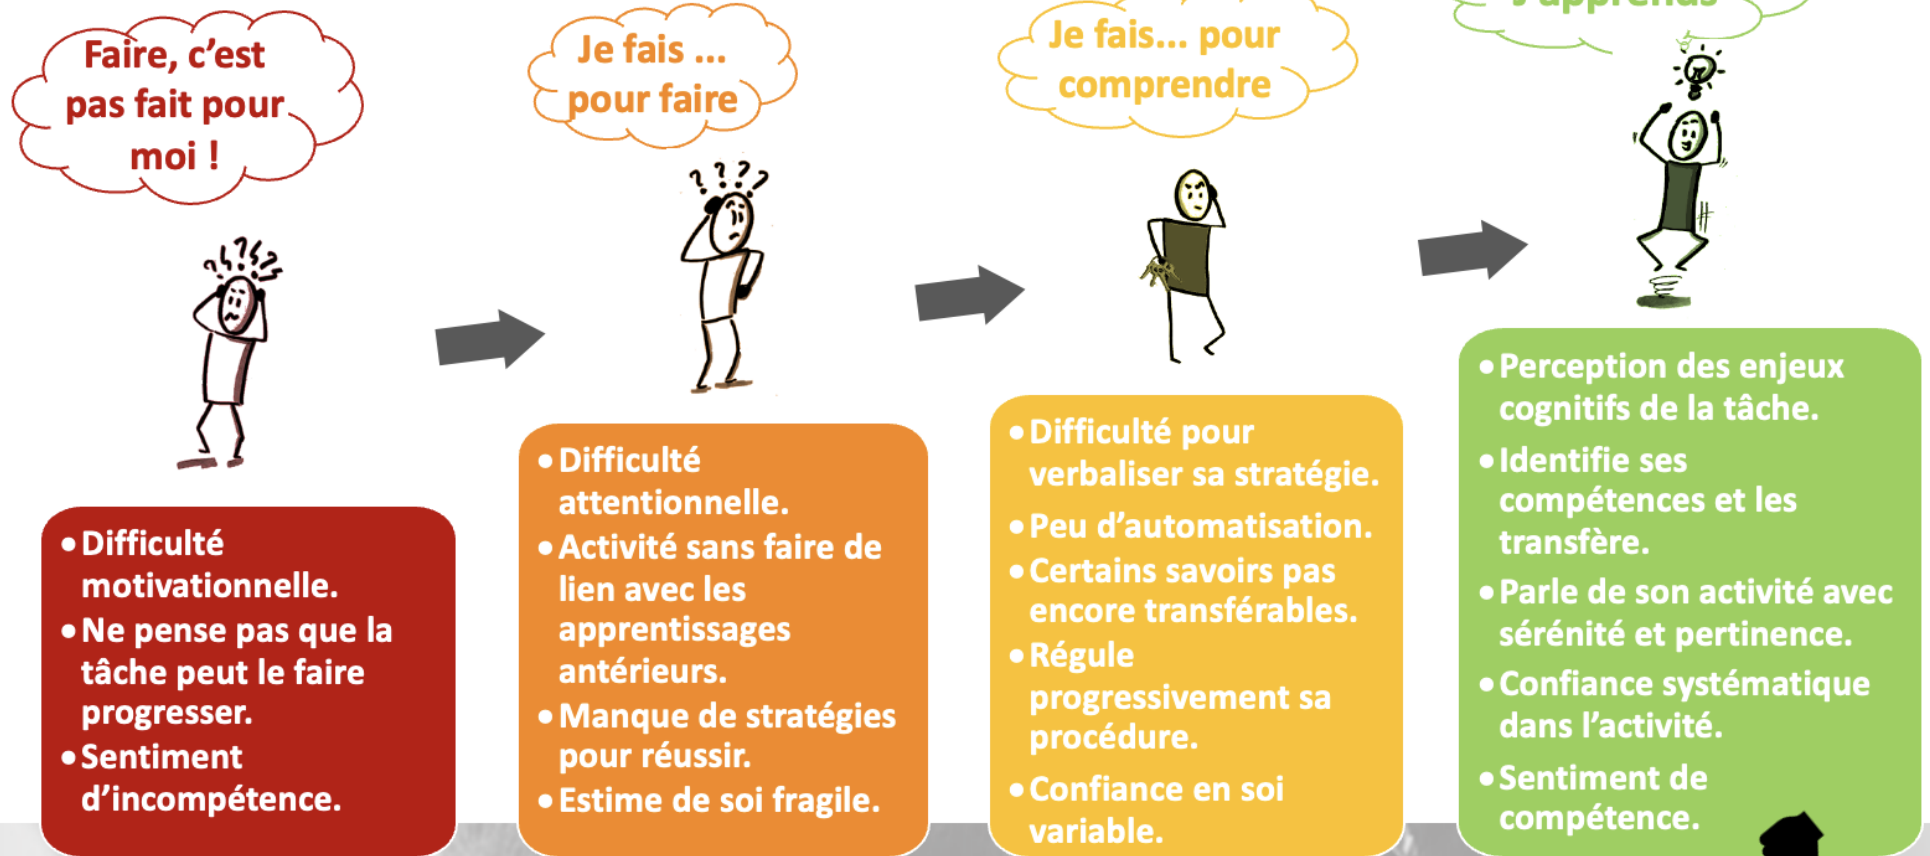 Faire, c'est
pas fait pour
moi !
Je fais ...
pour faire
Je fais... pour
comprendre
J'apprends
? ? ? ?
• Difficulté
motivationnelle.
• Ne pense pas que la
tâche peut le faire
progresser.
• Sentiment
d'incompétence.
• Difficulté
attentionnelle.
• Activité sans faire de
lien avec les
apprentissages
antérieurs.
• Manque de stratégies
pour réussir.
• Estime de soi fragile.
• Difficulté pour
verbaliser sa stratégie.
• Peu d'automatisation.
• Certains savoirs pas
encore transférables.
• Régule
progressivement sa
procédure.
• Confiance en soi
variable.
• Perception des enjeux
cognitifs de la tâche.
• Identifie ses
compétences et les
transfère.
• Parle de son activité avec
sérénité et pertinence.
• Confiance systématique
dans l'activité.
• Sentiment de
compétence.